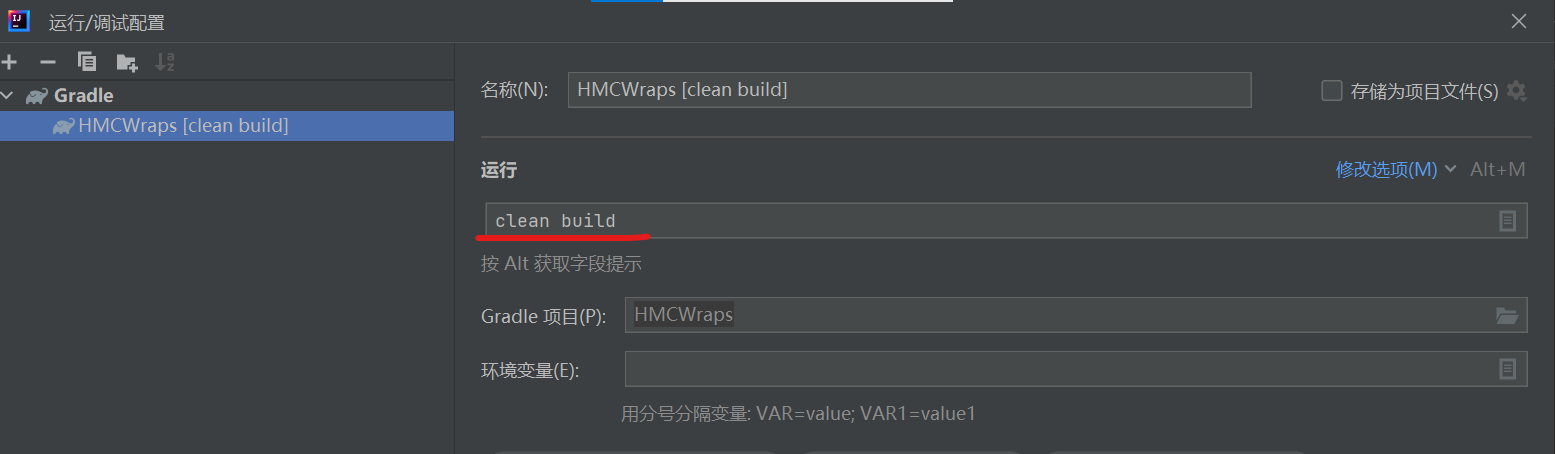 运行/调试配置
Gradle
HMCWraps [clean build]
名称(N): HMCWraps [clean build] 存储为项目文件(S)
运行 修改选项(M) Alt+M
clean build
按 Alt 获取字段提示
Gradle 项目(P): HMCWraps
环境变量(E):
用分号分隔变量: VAR=value; VAR1=value1